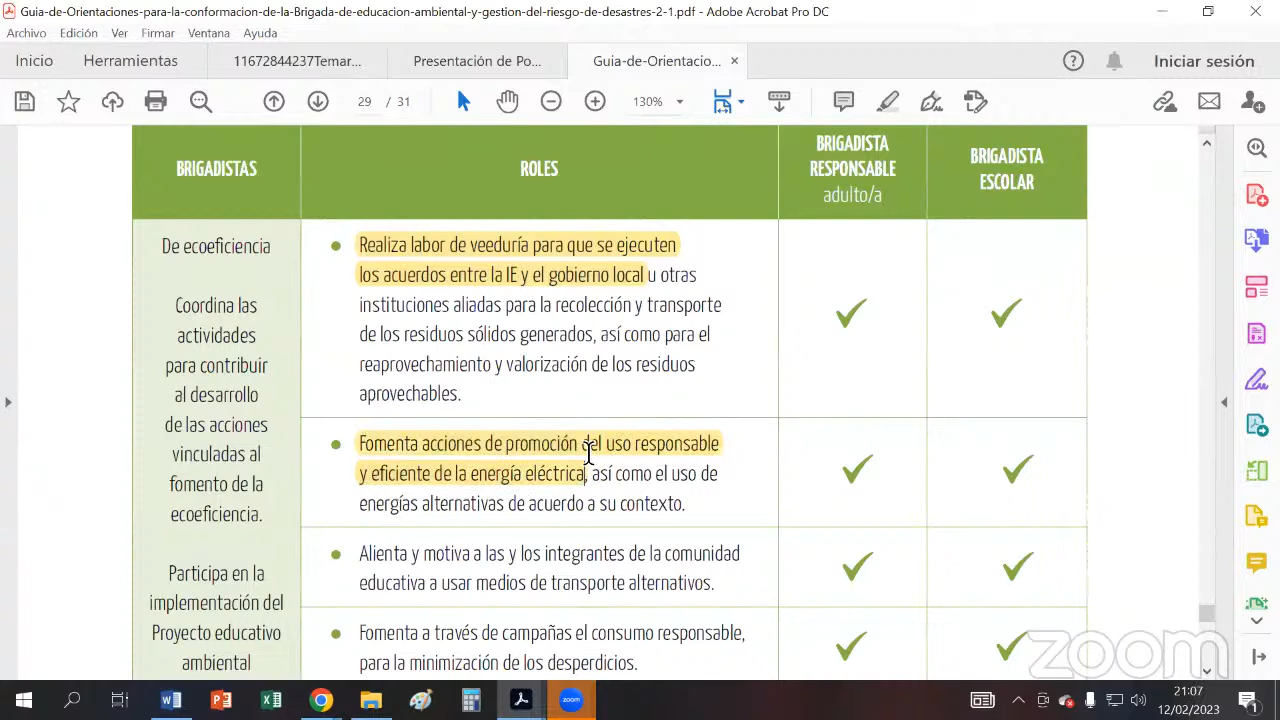 Guia-de-Orientaciones-para-la-conformacion-de-la-Brigada-de-educacion-ambiental-y-gestion-del-riesgo-de-desastres-2-1.pdf - Adobe Acrobat Pro DC
Archivo Edición Ver Firmar Ventana Ayuda
Inicio Herramientas 11672844237Temar... Presentación de Po... Guia-de-Orientacio... × Iniciar sesión
29 / 31 130%
BRIGADISTAS
ROLES
BRIGADISTA
RESPONSABLE
adulto/a
BRIGADISTA
ESCOLAR
De ecoeficiencia
Coordina las
actividades
para contribuir
al desarrollo
de las acciones
vinculadas al
fomento de la
ecoeficiencia.
Participa en la
implementación del
Proyecto educativo
ambiental
Realiza labor de veeduría para que se ejecuten
los acuerdos entre la IE y el gobierno local u otras
instituciones aliadas para la recolección y transporte
de los residuos sólidos generados, así como para el
reaprovechamiento y valorización de los residuos
aprovechables.
Fomenta acciones de promoción del uso responsable
y eficiente de la energía eléctrica, así como el uso de
energías alternativas de acuerdo a su contexto.
Alienta y motiva a las y los integrantes de la comunidad
educativa a usar medios de transporte alternativos.
Fomenta a través de campañas el consumo responsable,
para la minimización de los desperdicios.
zoom
zoom
21:07
12/02/2023
1